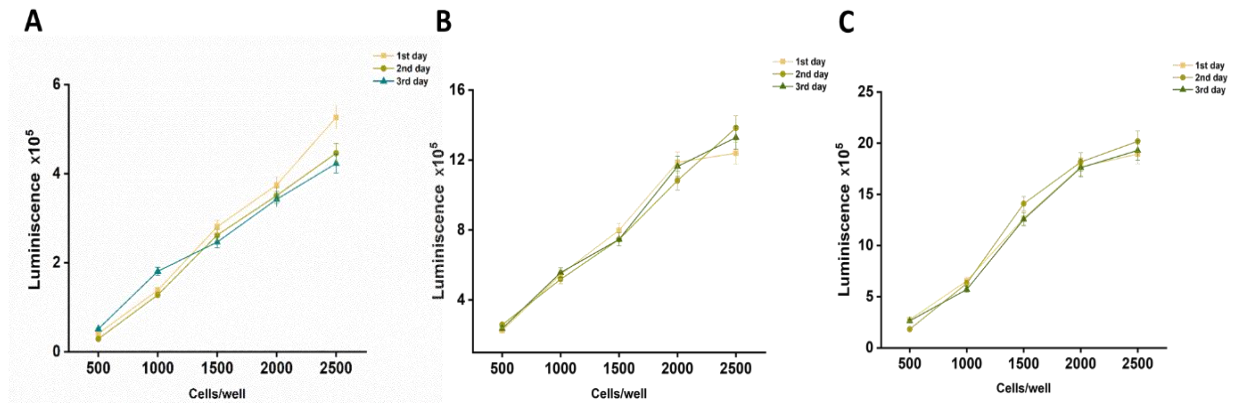 A
1st day
2nd day
3rd day
6
4
2
0
Luminiscence x10⁵
500 1000 1500 2000 2500
Cells/well
B
1st day
2nd day
3rd day
16
12
8
4
Luminiscence x10⁵
500 1000 1500 2000 2500
Cells/well
C
1st day
2nd day
3rd day
25
20
15
10
5
0
Luminiscence x10⁵
500 1000 1500 2000 2500
Cells/well